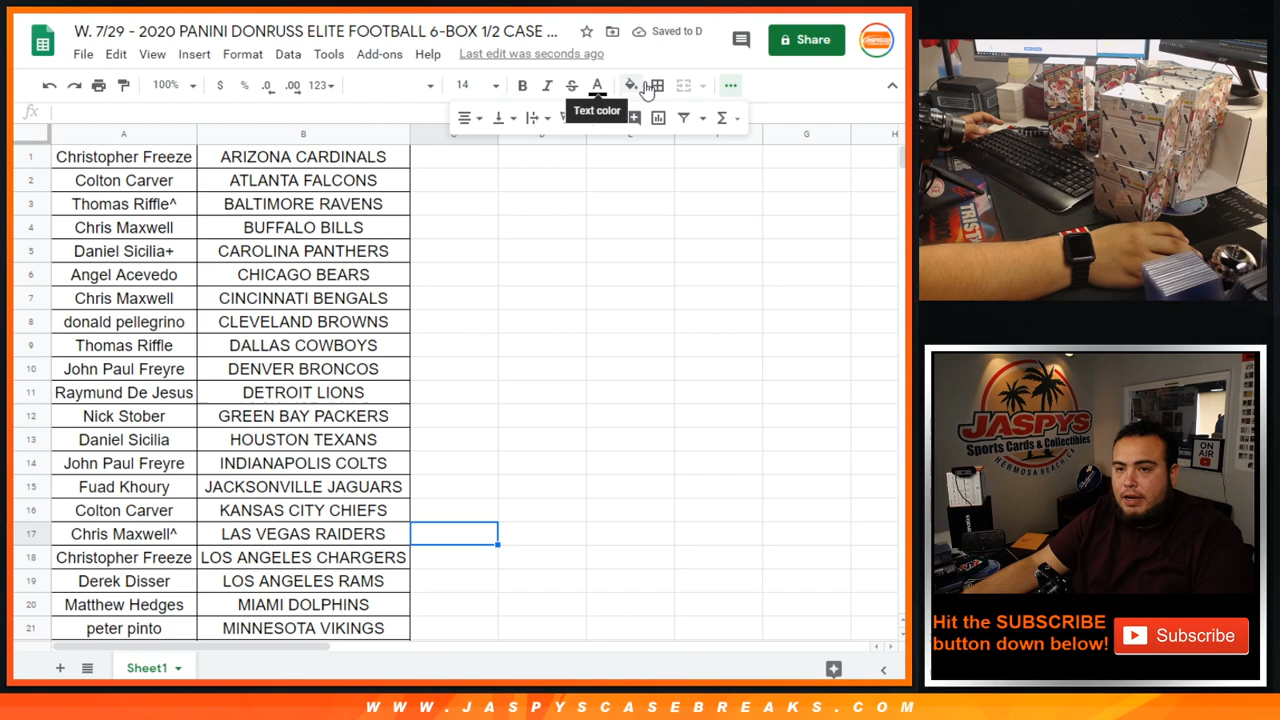 W. 7/29 - 2020 PANINI DONRUSS ELITE FOOTBALL 6-BOX 1/2 CASE ...
Saved to D
Share
File Edit View Insert Format Data Tools Add-ons Help Last edit was seconds ago
100% $ % .0 .00 123 14 B I S A
Text color
fx
A B C D E F G H
1 Christopher Freeze ARIZONA CARDINALS
2 Colton Carver ATLANTA FALCONS
3 Thomas Riffle^ BALTIMORE RAVENS
4 Chris Maxwell BUFFALO BILLS
5 Daniel Sicilia+ CAROLINA PANTHERS
6 Angel Acevedo CHICAGO BEARS
7 Chris Maxwell CINCINNATI BENGALS
8 donald pellegrino CLEVELAND BROWNS
9 Thomas Riffle DALLAS COWBOYS
10 John Paul Freyre DENVER BRONCOS
11 Raymund De Jesus DETROIT LIONS
12 Nick Stober GREEN BAY PACKERS
13 Daniel Sicilia HOUSTON TEXANS
14 John Paul Freyre INDIANAPOLIS COLTS
15 Fuad Khoury JACKSONVILLE JAGUARS
16 Colton Carver KANSAS CITY CHIEFS
17 Chris Maxwell^ LAS VEGAS RAIDERS
18 Christopher Freeze LOS ANGELES CHARGERS
19 Derek Disser LOS ANGELES RAMS
20 Matthew Hedges MIAMI DOLPHINS
21 peter pinto MINNESOTA VIKINGS
Sheet1
JASPYS
Sports Cards & Collectibles
HERMOSA BEACH, CA
ON AIR
Hit the SUBSCRIBE
button down below!
Subscribe
WWW.JASPYSCASEBREAKS.COM